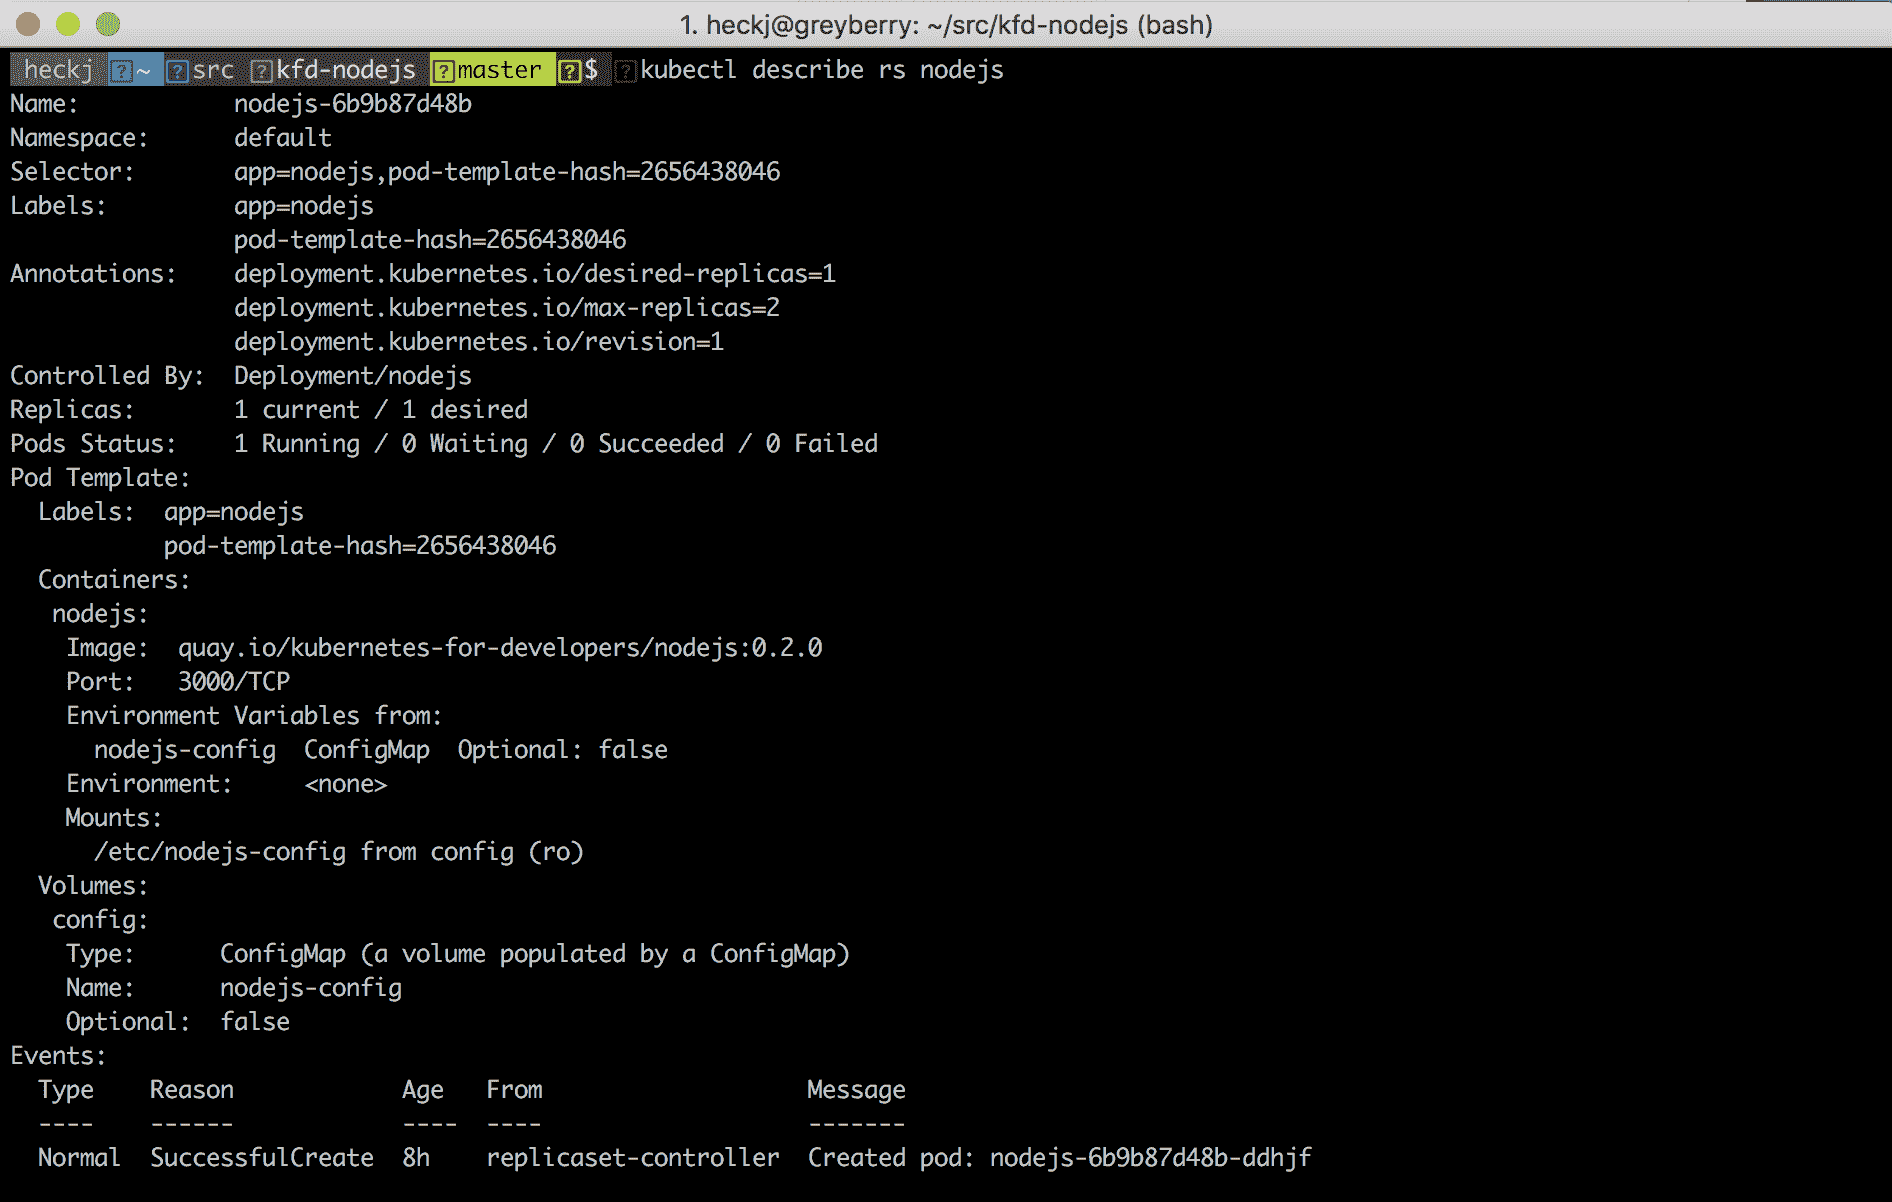 1. heckj@greyberry: ~/src/kfd-nodejs (bash)
heckj ~ src kfd-nodejs master $ kubectl describe rs nodejs
Name:           nodejs-6b9b87d48b
Namespace:      default
Selector:       app=nodejs,pod-template-hash=2656438046
Labels:         app=nodejs
                pod-template-hash=2656438046
Annotations:    deployment.kubernetes.io/desired-replicas=1
                deployment.kubernetes.io/max-replicas=2
                deployment.kubernetes.io/revision=1
Controlled By:  Deployment/nodejs
Replicas:       1 current / 1 desired
Pods Status:    1 Running / 0 Waiting / 0 Succeeded / 0 Failed
Pod Template:
  Labels:  app=nodejs
           pod-template-hash=2656438046
  Containers:
   nodejs:
    Image:  quay.io/kubernetes-for-developers/nodejs:0.2.0
    Port:   3000/TCP
    Environment Variables from:
      nodejs-config  ConfigMap  Optional: false
    Environment:     <none>
    Mounts:
      /etc/nodejs-config from config (ro)
  Volumes:
   config:
    Type:      ConfigMap (a volume populated by a ConfigMap)
    Name:      nodejs-config
    Optional:  false
Events:
  Type    Reason            Age   From                   Message
  ----    ------            ----  ----                   -------
  Normal  SuccessfulCreate  8h    replicaset-controller  Created pod: nodejs-6b9b87d48b-ddhjf